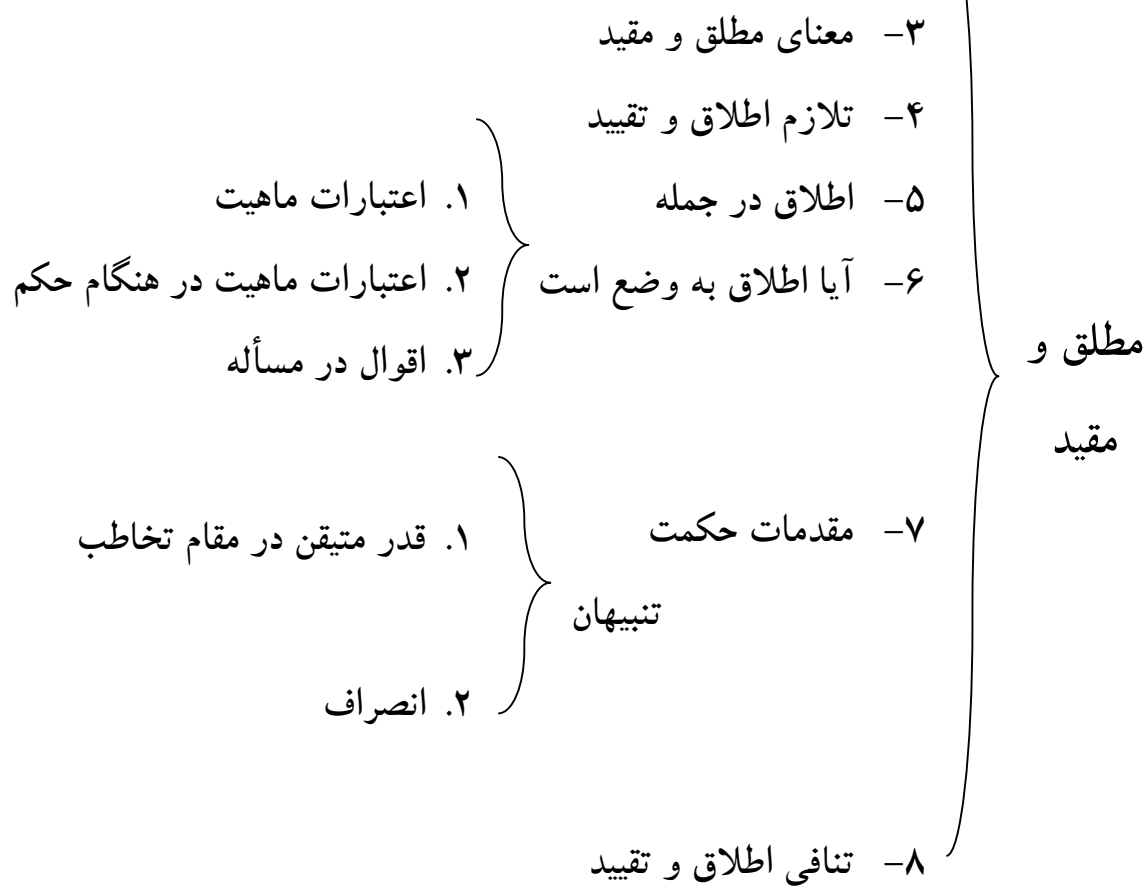 مطلق و
مقید
۳- معنای مطلق و مقید
۴- تلازم اطلاق و تقیید
۵- اطلاق در جمله
۶- آیا اطلاق به وضع است
۱. اعتبارات ماهیت
۲. اعتبارات ماهیت در هنگام حکم
۳. اقوال در مسأله
۷- مقدمات حکمت
تنبیهان
۱. قدر متیقن در مقام تخاطب
۲. انصراف
۸- تنافی اطلاق و تقیید